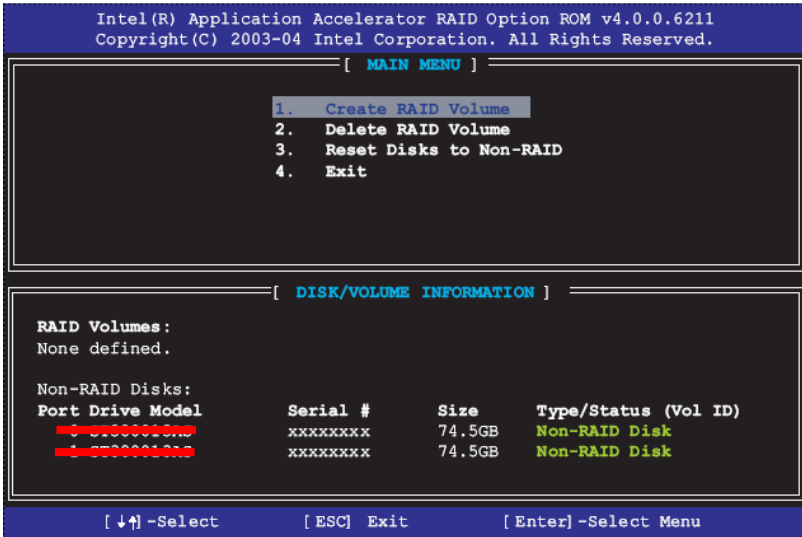 Intel(R) Application Accelerator RAID Option ROM v4.0.0.6211
Copyright(C) 2003-04 Intel Corporation. All Rights Reserved.
[ MAIN MENU ]
1. Create RAID Volume
2. Delete RAID Volume
3. Reset Disks to Non-RAID
4. Exit
[ DISK/VOLUME INFORMATION ]
RAID Volumes:
None defined.
Non-RAID Disks:
Port Drive Model Serial # Size Type/Status (Vol ID)
xxxxxxxx 74.5GB Non-RAID Disk
xxxxxxxx 74.5GB Non-RAID Disk
[↓↑]-Select [ESC] Exit [Enter]-Select Menu